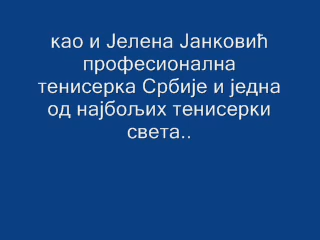 као и Јелена Јанковић
професионална
тенисерка Србије и једна
од најбољих тенисерки
света..